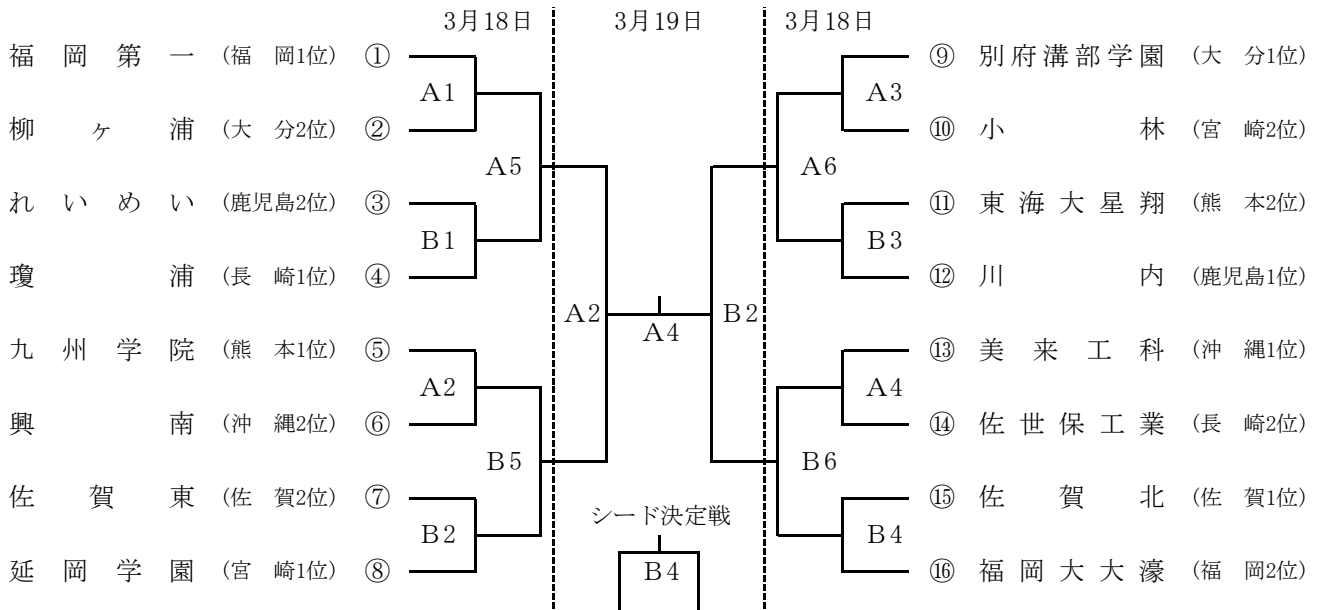 3月18日 3月19日 3月18日
福岡第一 (福岡1位) ① ⑨ 別府溝部学園 (大分1位)
A1 A3
柳ヶ浦 (大分2位) ② ⑩ 小林 (宮崎2位)
A5 A6
れいめい (鹿児島2位) ③ ⑪ 東海大星翔 (熊本2位)
B1 B3
瓊浦 (長崎1位) ④ ⑫ 川内 (鹿児島1位)
A2 A4 B2
九州学院 (熊本1位) ⑤ ⑬ 美来工科 (沖縄1位)
A2 A4
興南 (沖縄2位) ⑥ ⑭ 佐世保工業 (長崎2位)
B5 B6
佐賀東 (佐賀2位) ⑦ ⑮ 佐賀北 (佐賀1位)
シード決定戦
B2 B4
延岡学園 (宮崎1位) ⑧ B4 ⑯ 福岡大大濠 (福岡2位)